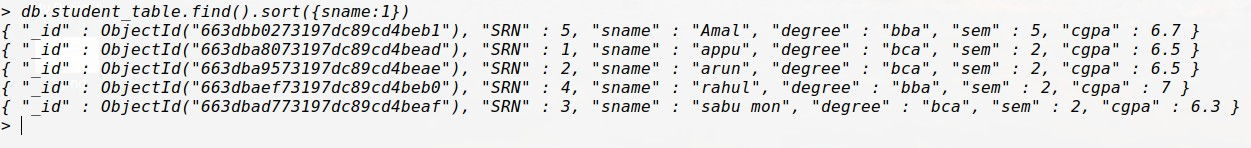 > db.student_table.find().sort({sname:1})
{ "_id" : ObjectId("663dbb0273197dc89cd4beb1"), "SRN" : 5, "sname" : "Amal", "degree" : "bba", "sem" : 5, "cgpa" : 6.7 }
{ "_id" : ObjectId("663dba8073197dc89cd4bead"), "SRN" : 1, "sname" : "appu", "degree" : "bca", "sem" : 2, "cgpa" : 6.5 }
{ "_id" : ObjectId("663dba9573197dc89cd4beae"), "SRN" : 2, "sname" : "arun", "degree" : "bca", "sem" : 2, "cgpa" : 6.5 }
{ "_id" : ObjectId("663dbaef73197dc89cd4beb0"), "SRN" : 4, "sname" : "rahul", "degree" : "bba", "sem" : 2, "cgpa" : 7 }
{ "_id" : ObjectId("663dbad773197dc89cd4beaf"), "SRN" : 3, "sname" : "sabu mon", "degree" : "bca", "sem" : 2, "cgpa" : 6.3 }
>